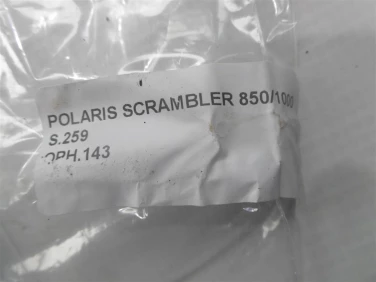 POLARIS SCRAMBLER 850/1000
S.259
OPH.143